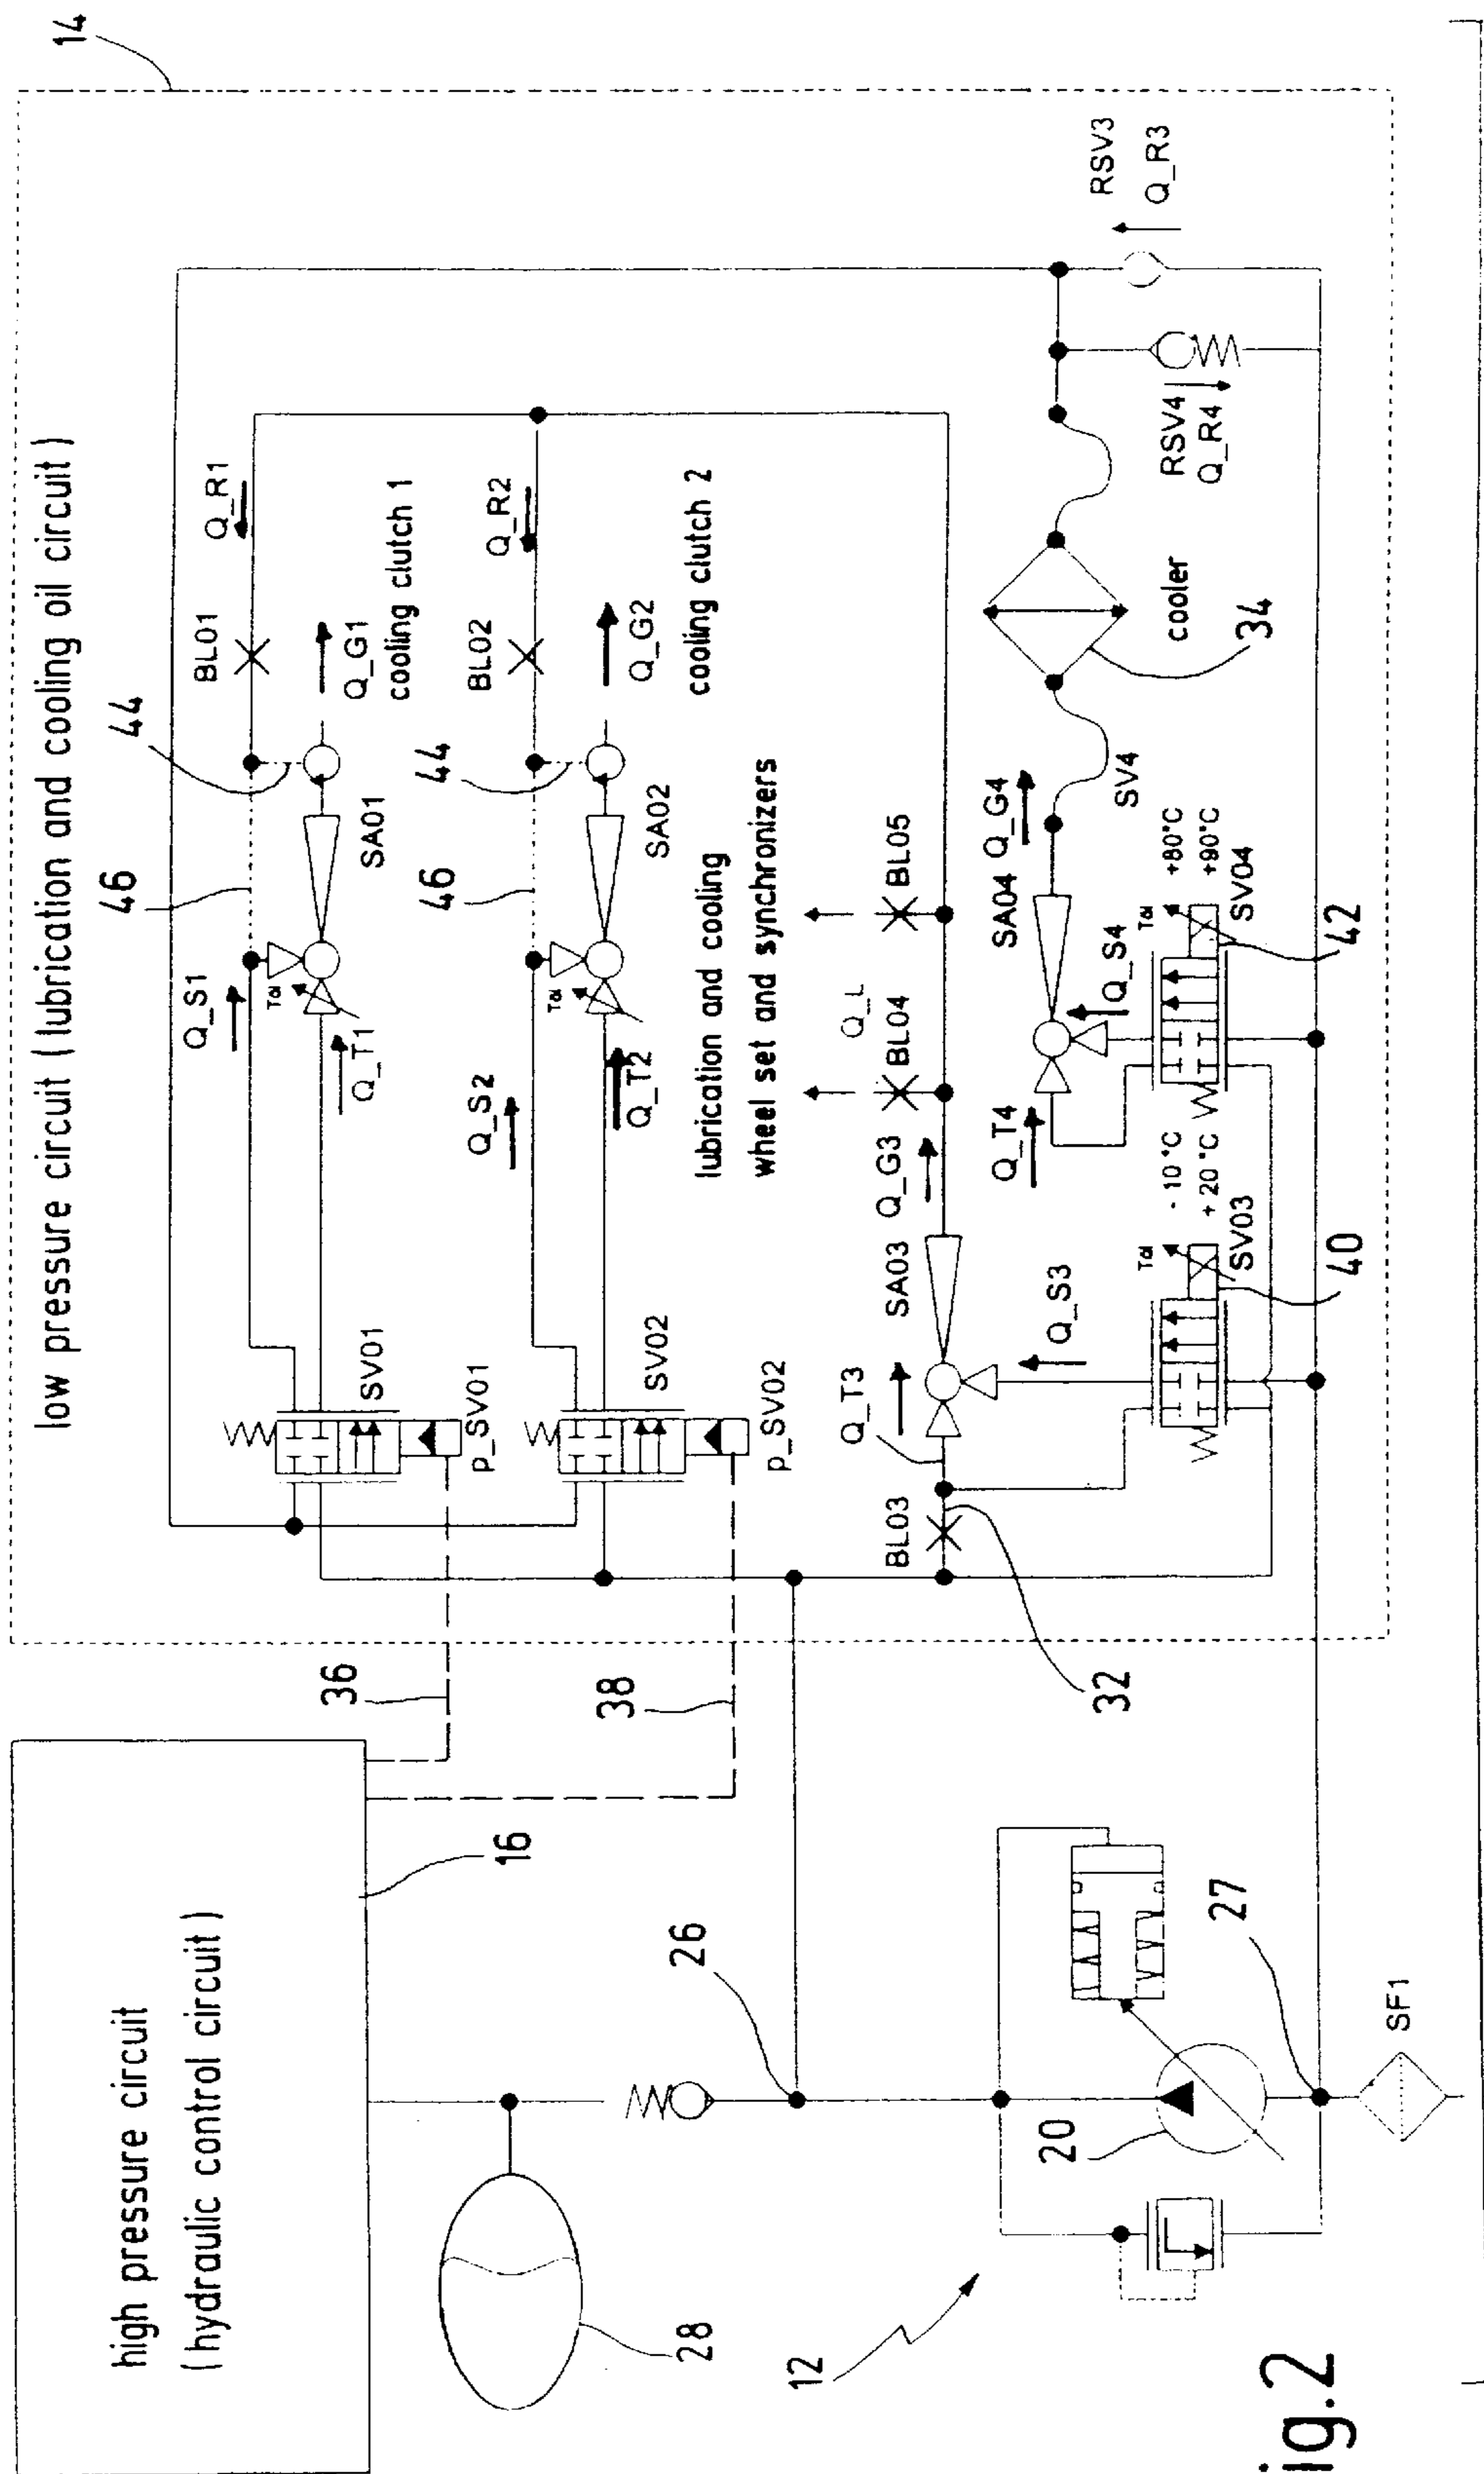 low pressure circuit (lubrication and cooling oil circuit)
14
high pressure circuit
(hydraulic control circuit)
16
28
26
12
20
27
SF1
36
38
32
46
44
Q_S1
Q_T1
Töl
SA01
BL01
Q_R1
Q_G1
cooling clutch 1
SV01
p_SV01
46
44
Q_S2
Q_T2
Töl
SA02
BL02
Q_R2
Q_G2
cooling clutch 2
SV02
p_SV02
lubrication and cooling
wheel set and synchronizers
BL03
Q_T3
SA03
Q_G3
Q_S3
Q_L
BL04
BL05
Töl
- 10 °C
+ 20 °C
SV03
40
Q_T4
SA04
Q_S4
Q_G4
SV4
Töl
+80°C
+90°C
SV04
42
cooler
34
RSV4
Q_R4
RSV3
Q_R3
ig.2